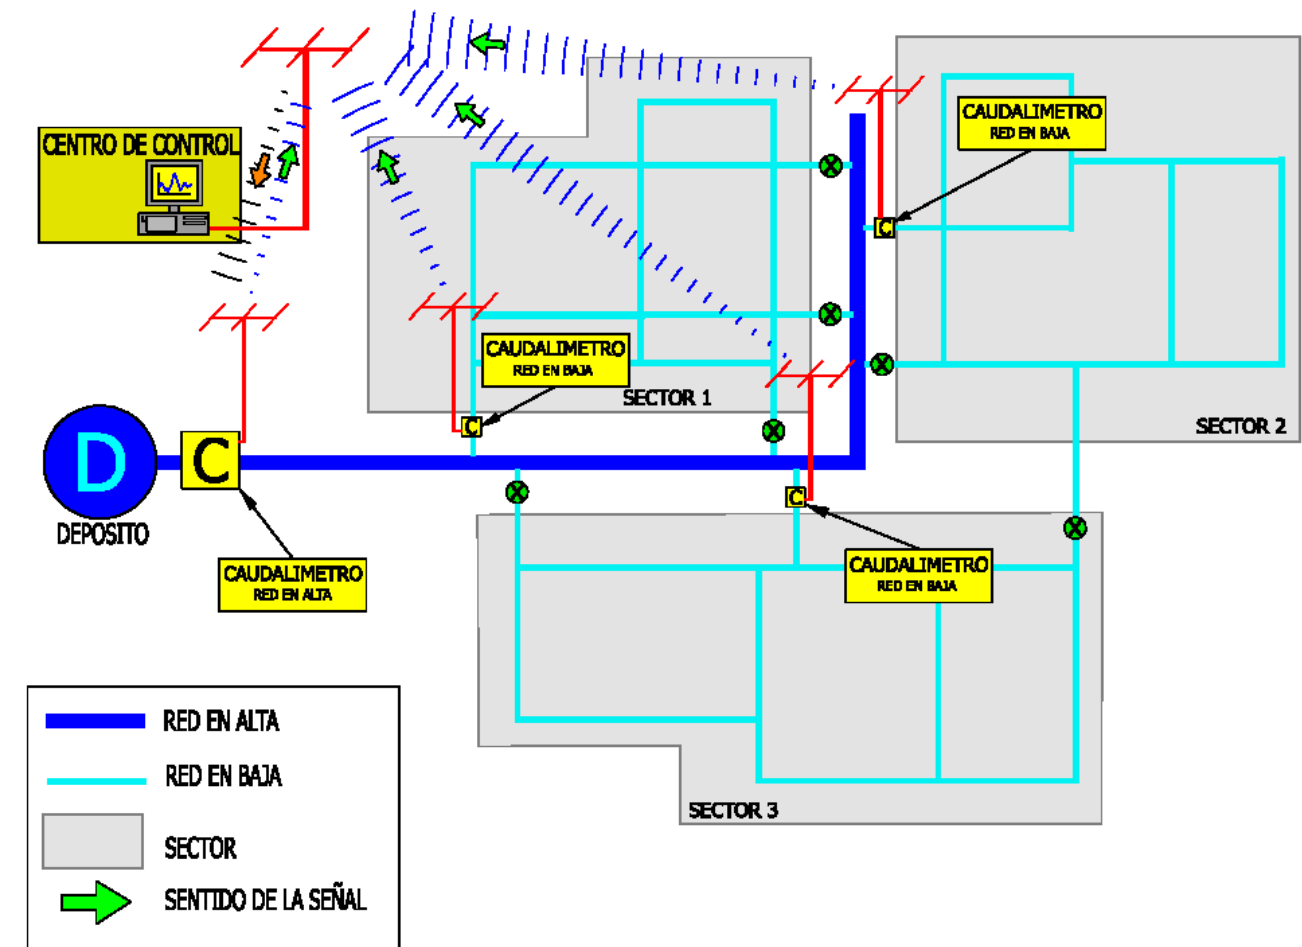 CENTRO DE CONTROL
CAUDALIMETRO
RED EN BAJA
C
CAUDALIMETRO
RED EN BAJA
SECTOR 1
SECTOR 2
C
D
C
C
DEPOSITO
CAUDALIMETRO
RED EN ALTA
CAUDALIMETRO
RED EN BAJA
SECTOR 3
RED EN ALTA
RED EN BAJA
SECTOR
SENTIDO DE LA SEÑAL